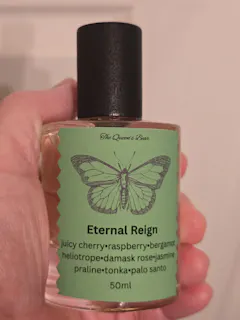 The Queen's Bees
Eternal Reign
juicy cherry•raspberry•bergamot
heliotrope•damask rose•jasmine
praline•tonka•palo santo
50ml